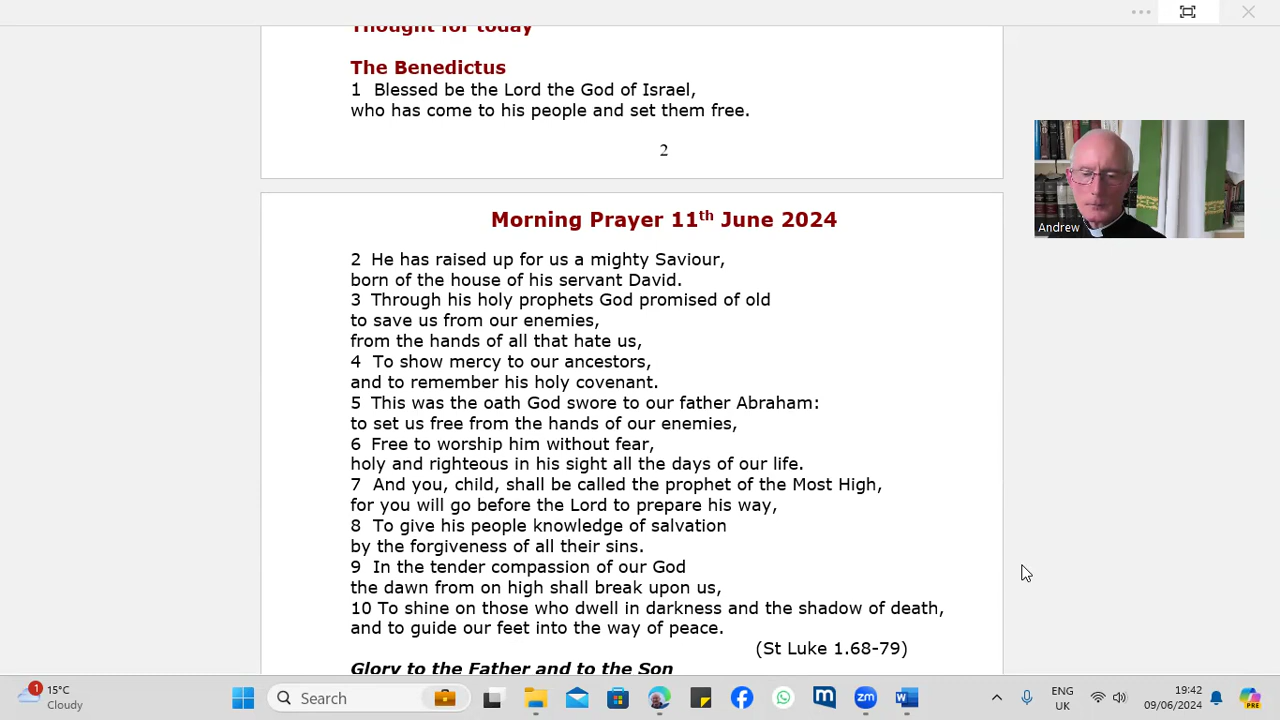 Thought for today
The Benedictus
1 Blessed be the Lord the God of Israel,
who has come to his people and set them free.
2
Morning Prayer 11th June 2024
2 He has raised up for us a mighty Saviour,
born of the house of his servant David.
3 Through his holy prophets God promised of old
to save us from our enemies,
from the hands of all that hate us,
4 To show mercy to our ancestors,
and to remember his holy covenant.
5 This was the oath God swore to our father Abraham:
to set us free from the hands of our enemies,
6 Free to worship him without fear,
holy and righteous in his sight all the days of our life.
7 And you, child, shall be called the prophet of the Most High,
for you will go before the Lord to prepare his way,
8 To give his people knowledge of salvation
by the forgiveness of all their sins.
9 In the tender compassion of our God
the dawn from on high shall break upon us,
10 To shine on those who dwell in darkness and the shadow of death,
and to guide our feet into the way of peace.
(St Luke 1.68-79)
Glory to the Father and to the Son
Andrew
1
15°C
Cloudy
Search
m
zm
W
ENG
UK
19:42
09/06/2024
PRE